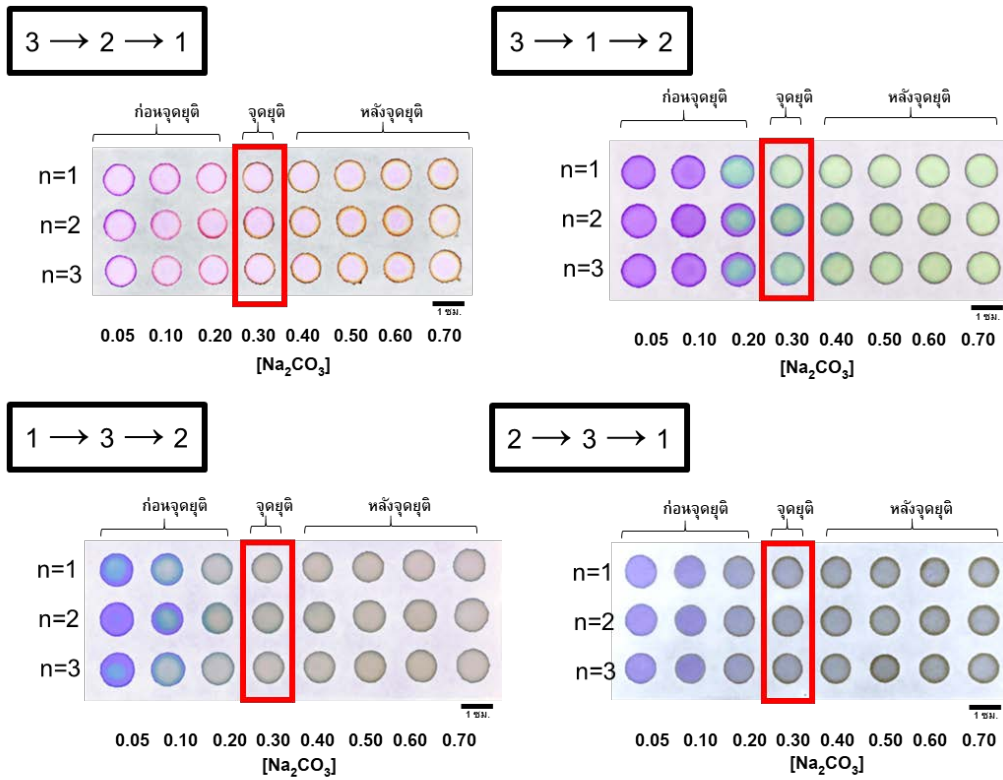 3 → 2 → 1
ก่อนจุดยุติ จุดยุติ หลังจุดยุติ
n=1
n=2
n=3
1 ซม.
0.05 0.10 0.20 0.30 0.40 0.50 0.60 0.70
[Na₂CO₃]
3 → 1 → 2
ก่อนจุดยุติ จุดยุติ หลังจุดยุติ
n=1
n=2
n=3
1 ซม.
0.05 0.10 0.20 0.30 0.40 0.50 0.60 0.70
[Na₂CO₃]
1 → 3 → 2
ก่อนจุดยุติ จุดยุติ หลังจุดยุติ
n=1
n=2
n=3
1 ซม.
0.05 0.10 0.20 0.30 0.40 0.50 0.60 0.70
[Na₂CO₃]
2 → 3 → 1
ก่อนจุดยุติ จุดยุติ หลังจุดยุติ
n=1
n=2
n=3
1 ซม.
0.05 0.10 0.20 0.30 0.40 0.50 0.60 0.70
[Na₂CO₃]